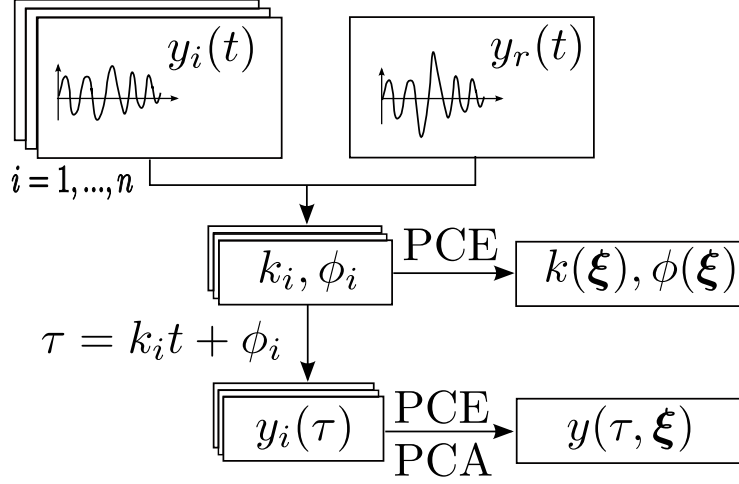 y_i(t)
y_r(t)
i = 1, ..., n
k_i, ϕ_i
PCE
k(ξ), ϕ(ξ)
τ = k_i t + ϕ_i
y_i(τ)
PCE
PCA
y(τ, ξ)